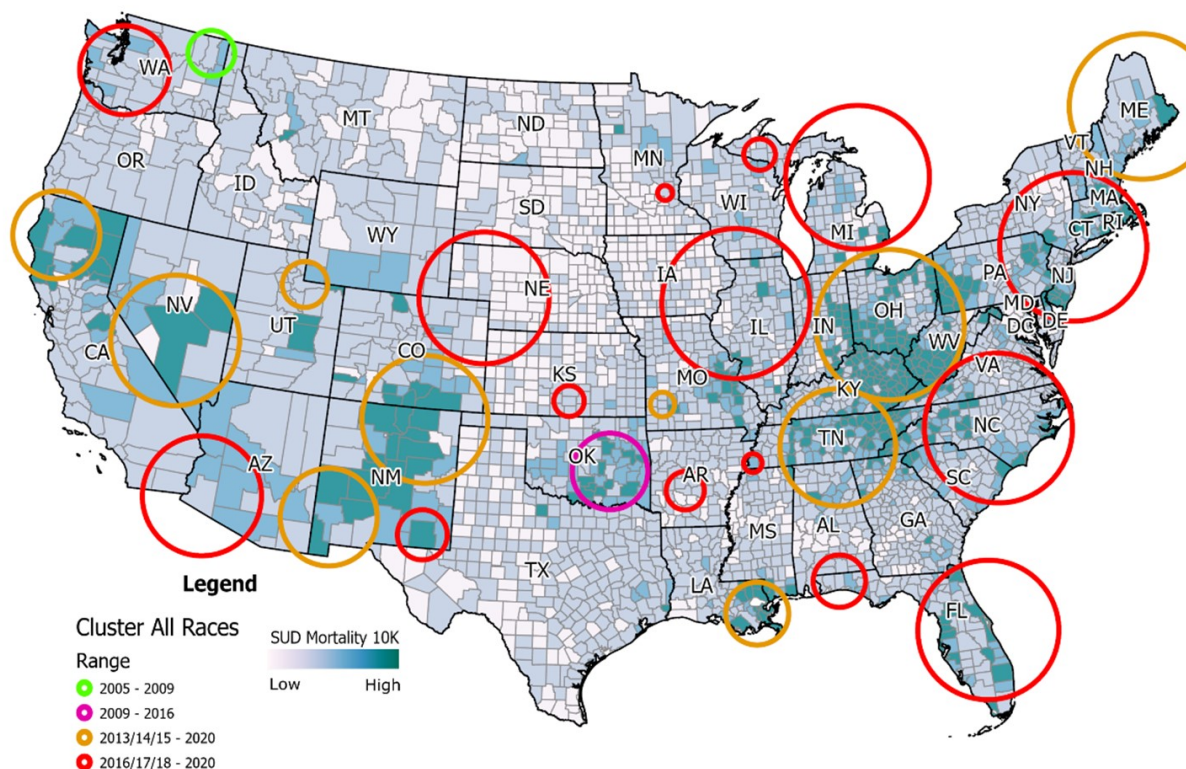 WA
MT
ND
MN
ME
VT
NH
OR
ID
SD
WI
NY
MA
CT
RI
WY
MI
IA
PA
NJ
NE
OH
MD
DE
DC
NV
UT
IL
IN
WV
CA
CO
VA
KS
MO
KY
NC
TN
OK
AZ
NM
AR
SC
MS
AL
GA
TX
LA
FL
Legend
Cluster All Races
Range
2005 - 2009
2009 - 2016
2013/14/15 - 2020
2016/17/18 - 2020
SUD Mortality 10K
Low High